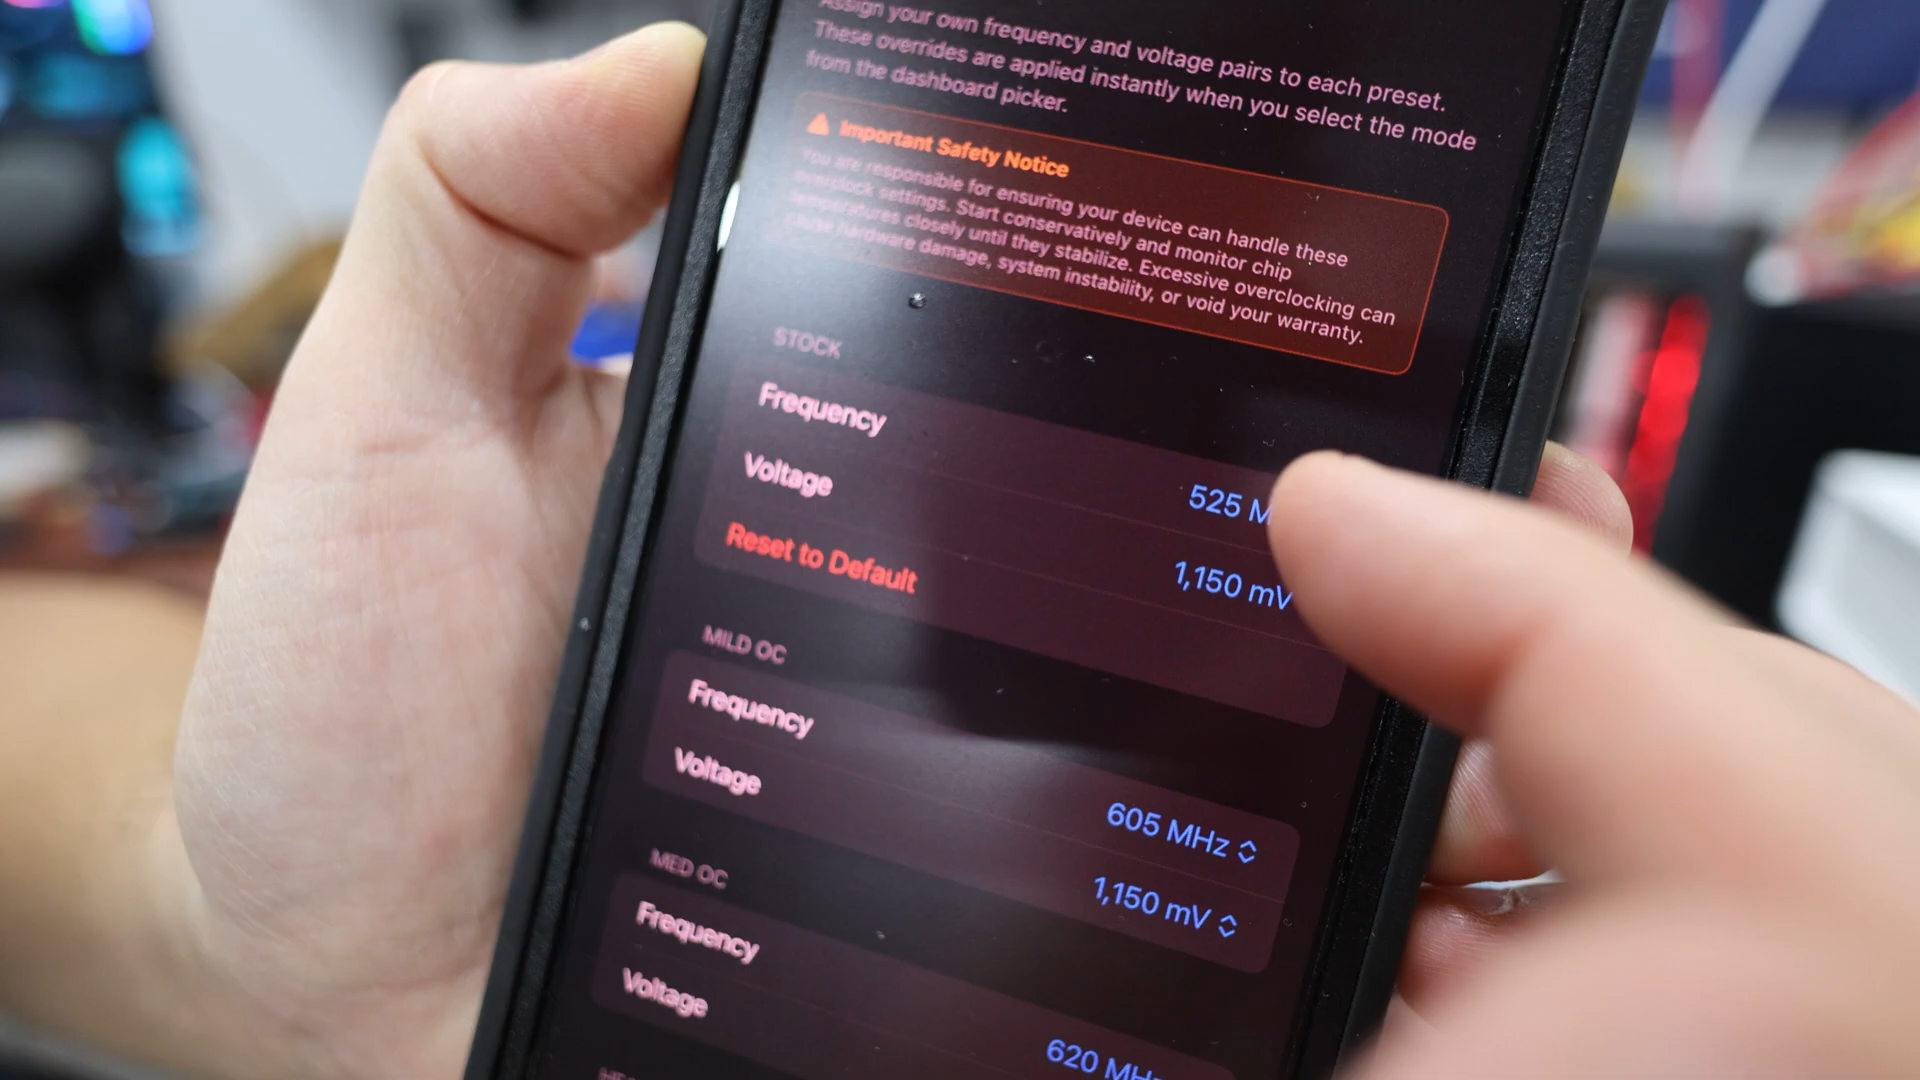 Assign your own frequency and voltage pairs to each preset.
These overrides are applied instantly when you select the mode
from the dashboard picker.
Important Safety Notice
You are responsible for ensuring your device can handle these
overclock settings. Start conservatively and monitor chip
temperatures closely until they stabilize. Excessive overclocking can
cause hardware damage, system instability, or void your warranty.
STOCK
Frequency
525 M
Voltage
1,150 mV
Reset to Default
MILD OC
Frequency
605 MHz
Voltage
1,150 mV
MED OC
Frequency
620 MHz
Voltage